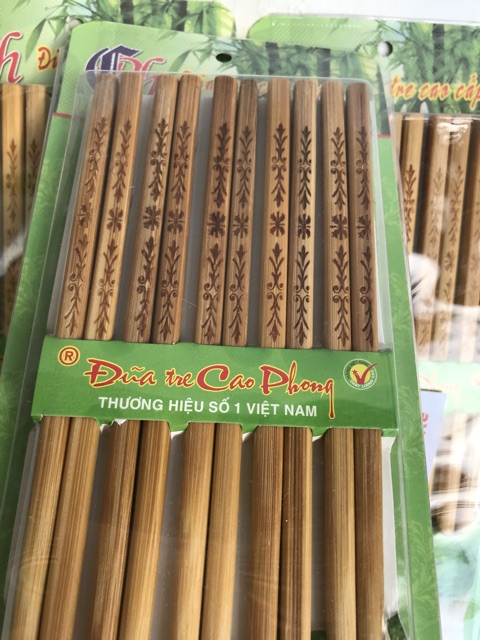 tre cao cấp
® Đũa tre Cao Phong
THƯƠNG HIỆU SỐ 1 VIỆT NAM